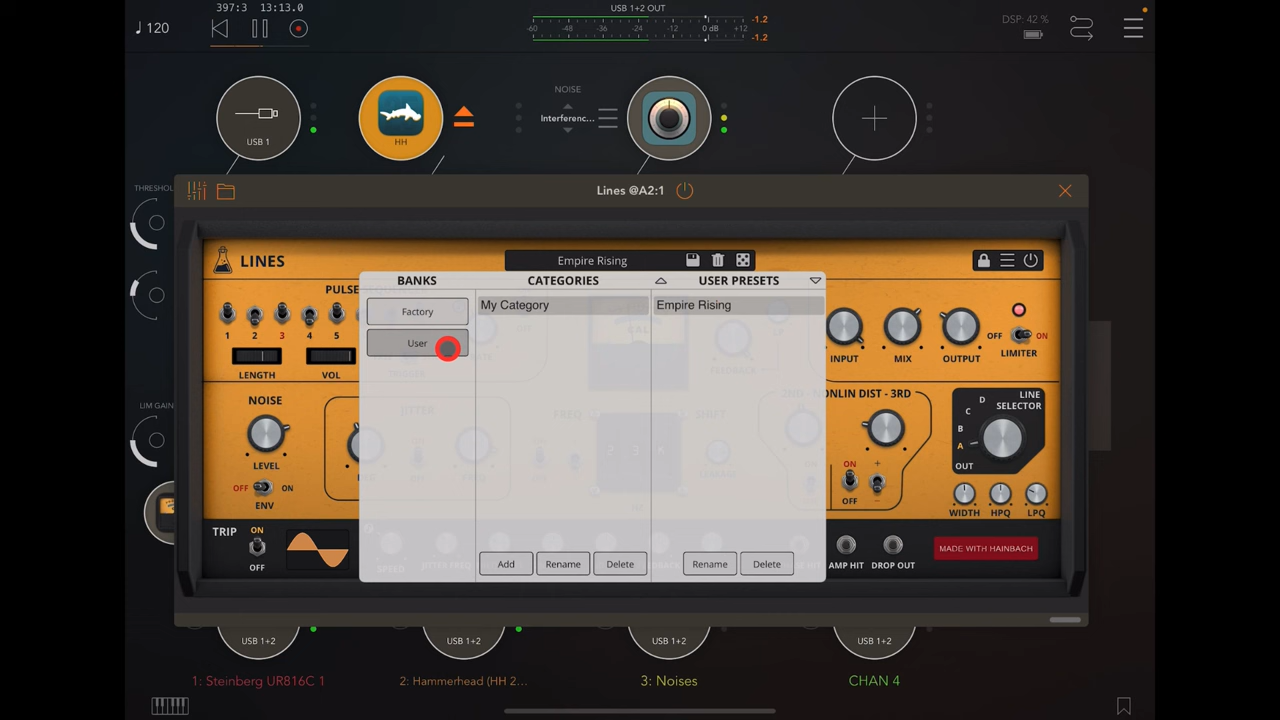 397:3 13:13.0
USB 1+2 OUT
120
-60 -48 -36 -24 -12 0 dB +12
-1.2
-1.2
DSP: 42 %
NOISE
Interferenc...
USB 1
HH
THRESHOL
Lines @A2:1
LINES
Empire Rising
BANKS
CATEGORIES
USER PRESETS
Factory
User
My Category
Empire Rising
Add
Rename
Delete
Rename
Delete
PULSE
1 2 3 4 5
LENGTH
VOL
NOISE
LEVEL
OFF ON
ENV
TRIP
ON
OFF
LIM GAIN
JITTER
FREQ
SHIFT
FEEDBACK
INPUT
MIX
OUTPUT
OFF ON
LIMITER
NONLIN DIST - 3RD
ON
OFF
+
-
LINE
SELECTOR
D
C
B
A
OUT
WIDTH
HPQ
LPQ
SPEED
AMP HIT
DROP OUT
MADE WITH HAINBACH
USB 1+2
USB 1+2
USB 1+2
USB 1+2
1: Steinberg UR816C 1
2: Hammerhead (HH 2...
3: Noises
CHAN 4